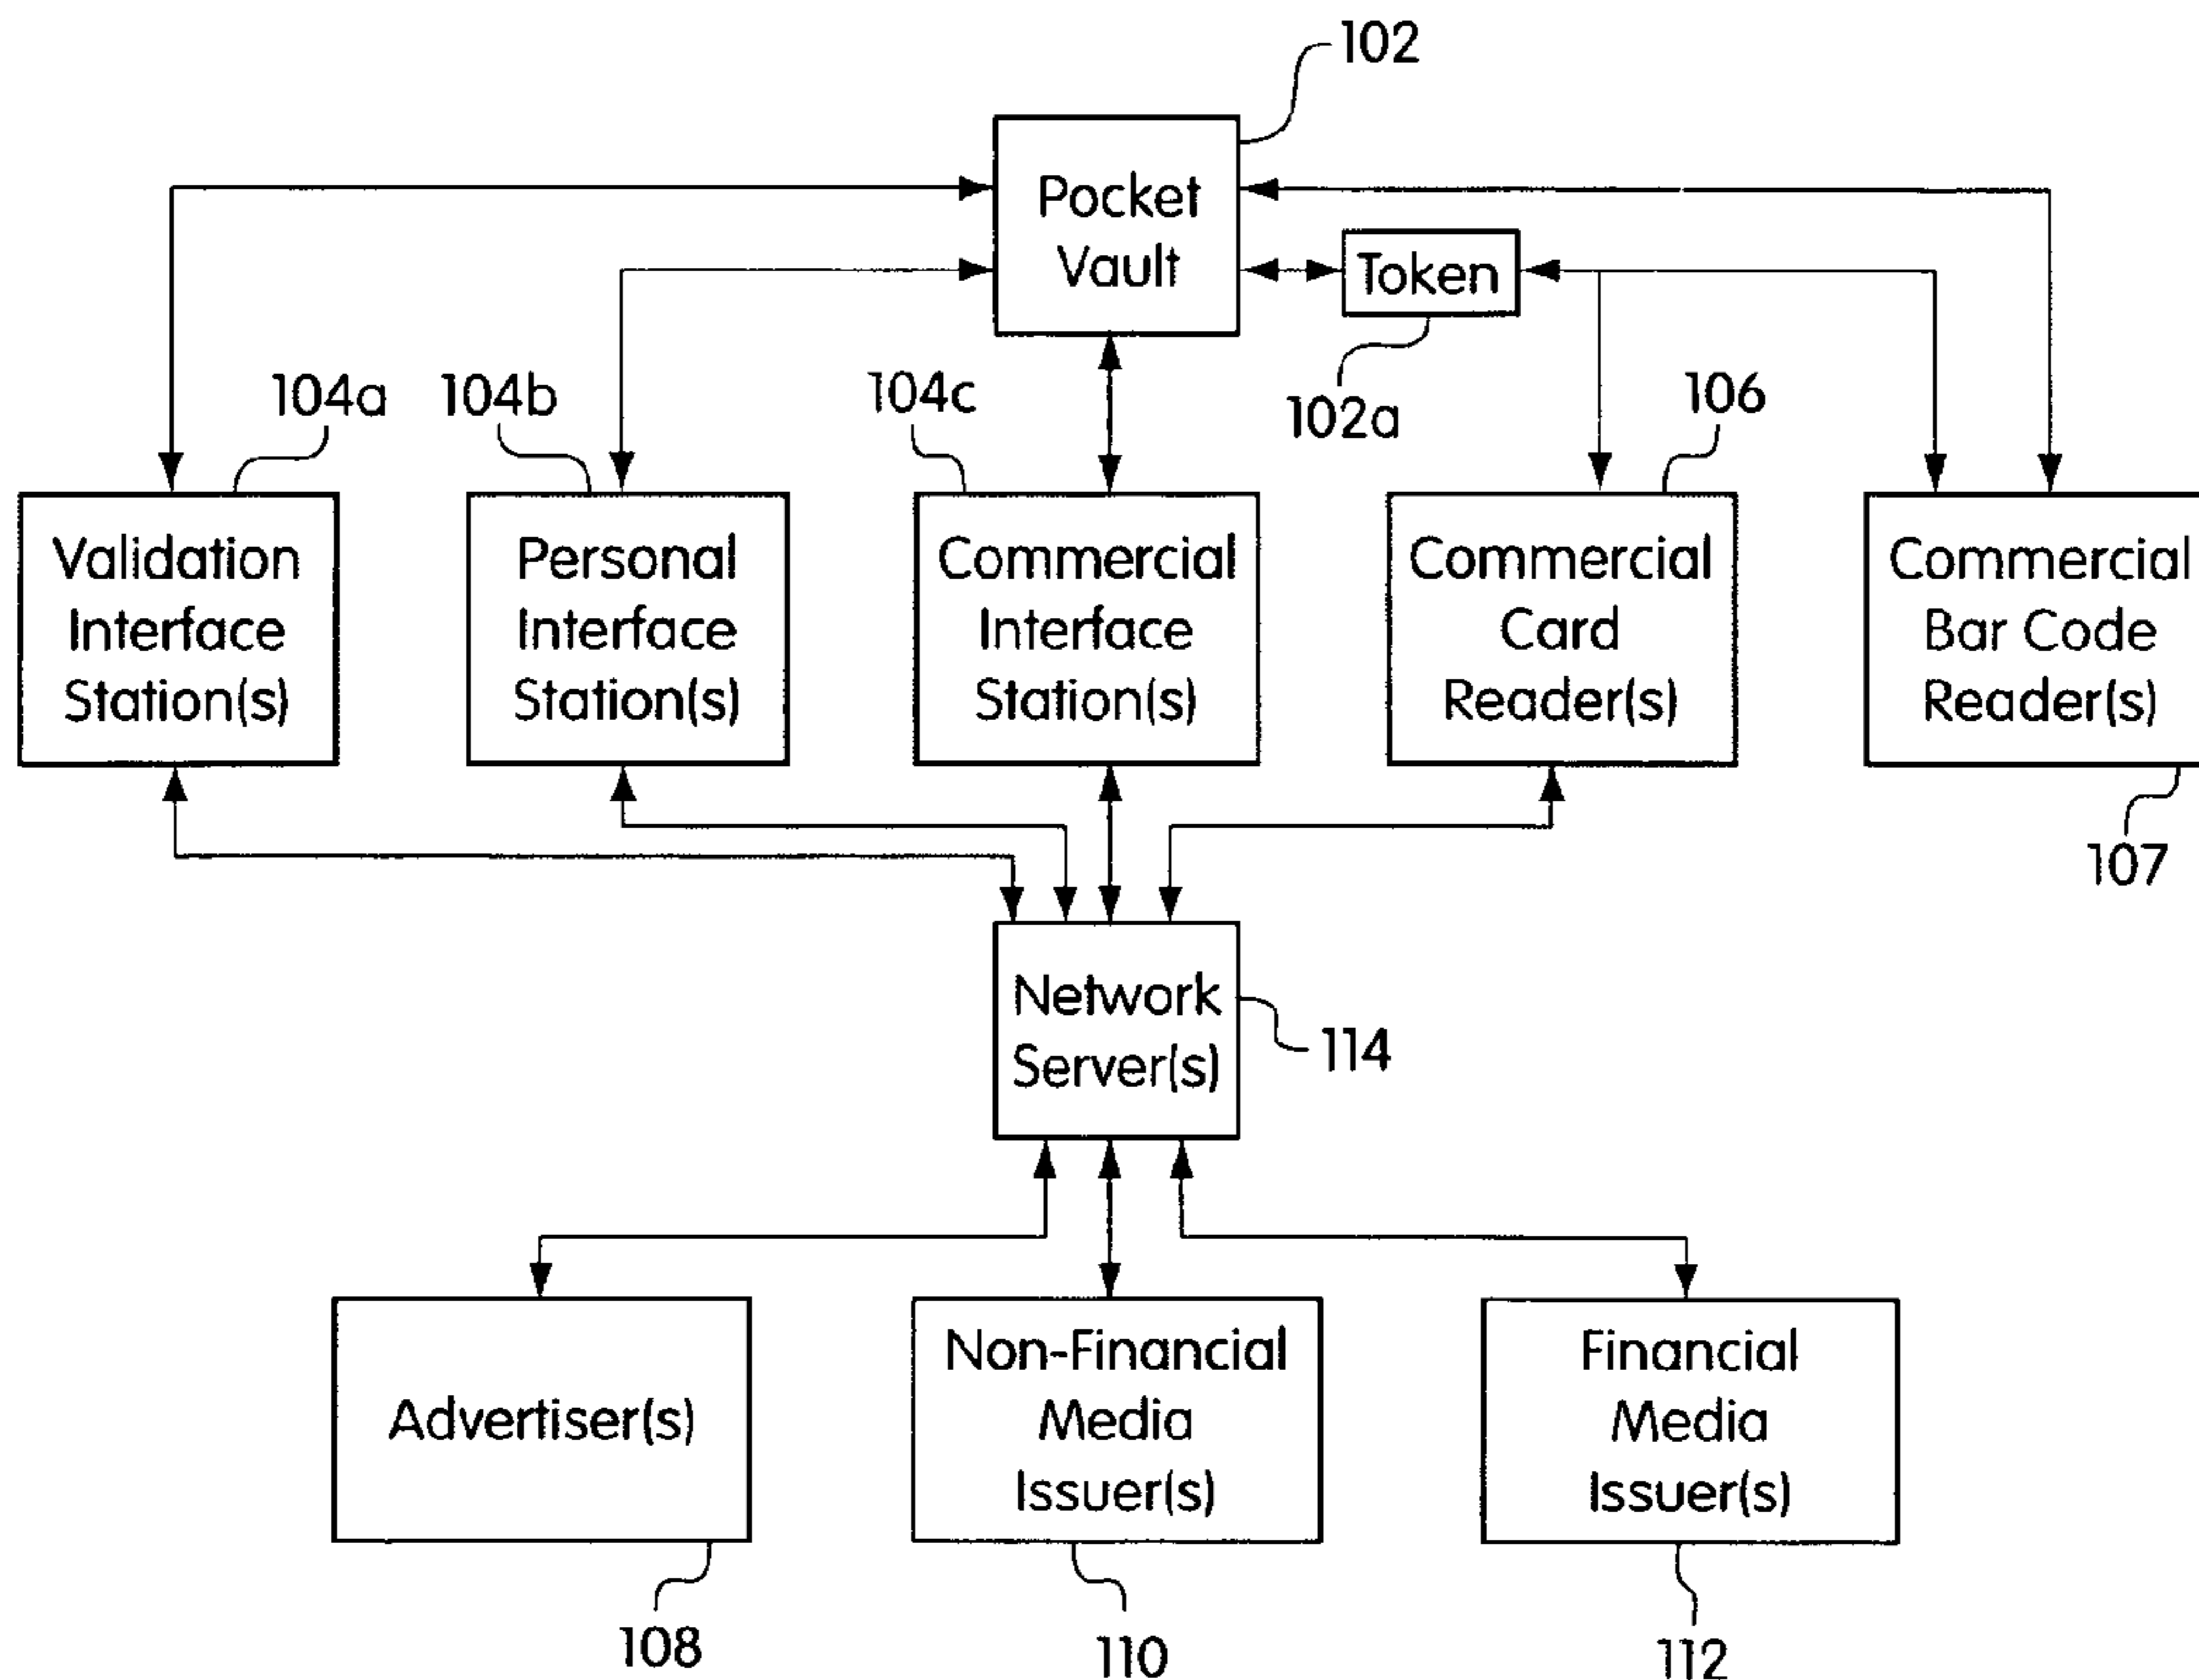 102
Pocket
Vault
Token
102a
104a
104b
104c
106
Validation
Interface
Station(s)
Personal
Interface
Station(s)
Commercial
Interface
Station(s)
Commercial
Card
Reader(s)
Commercial
Bar Code
Reader(s)
107
Network
Server(s)
114
Advertiser(s)
Non-Financial
Media
Issuer(s)
Financial
Media
Issuer(s)
108
110
112